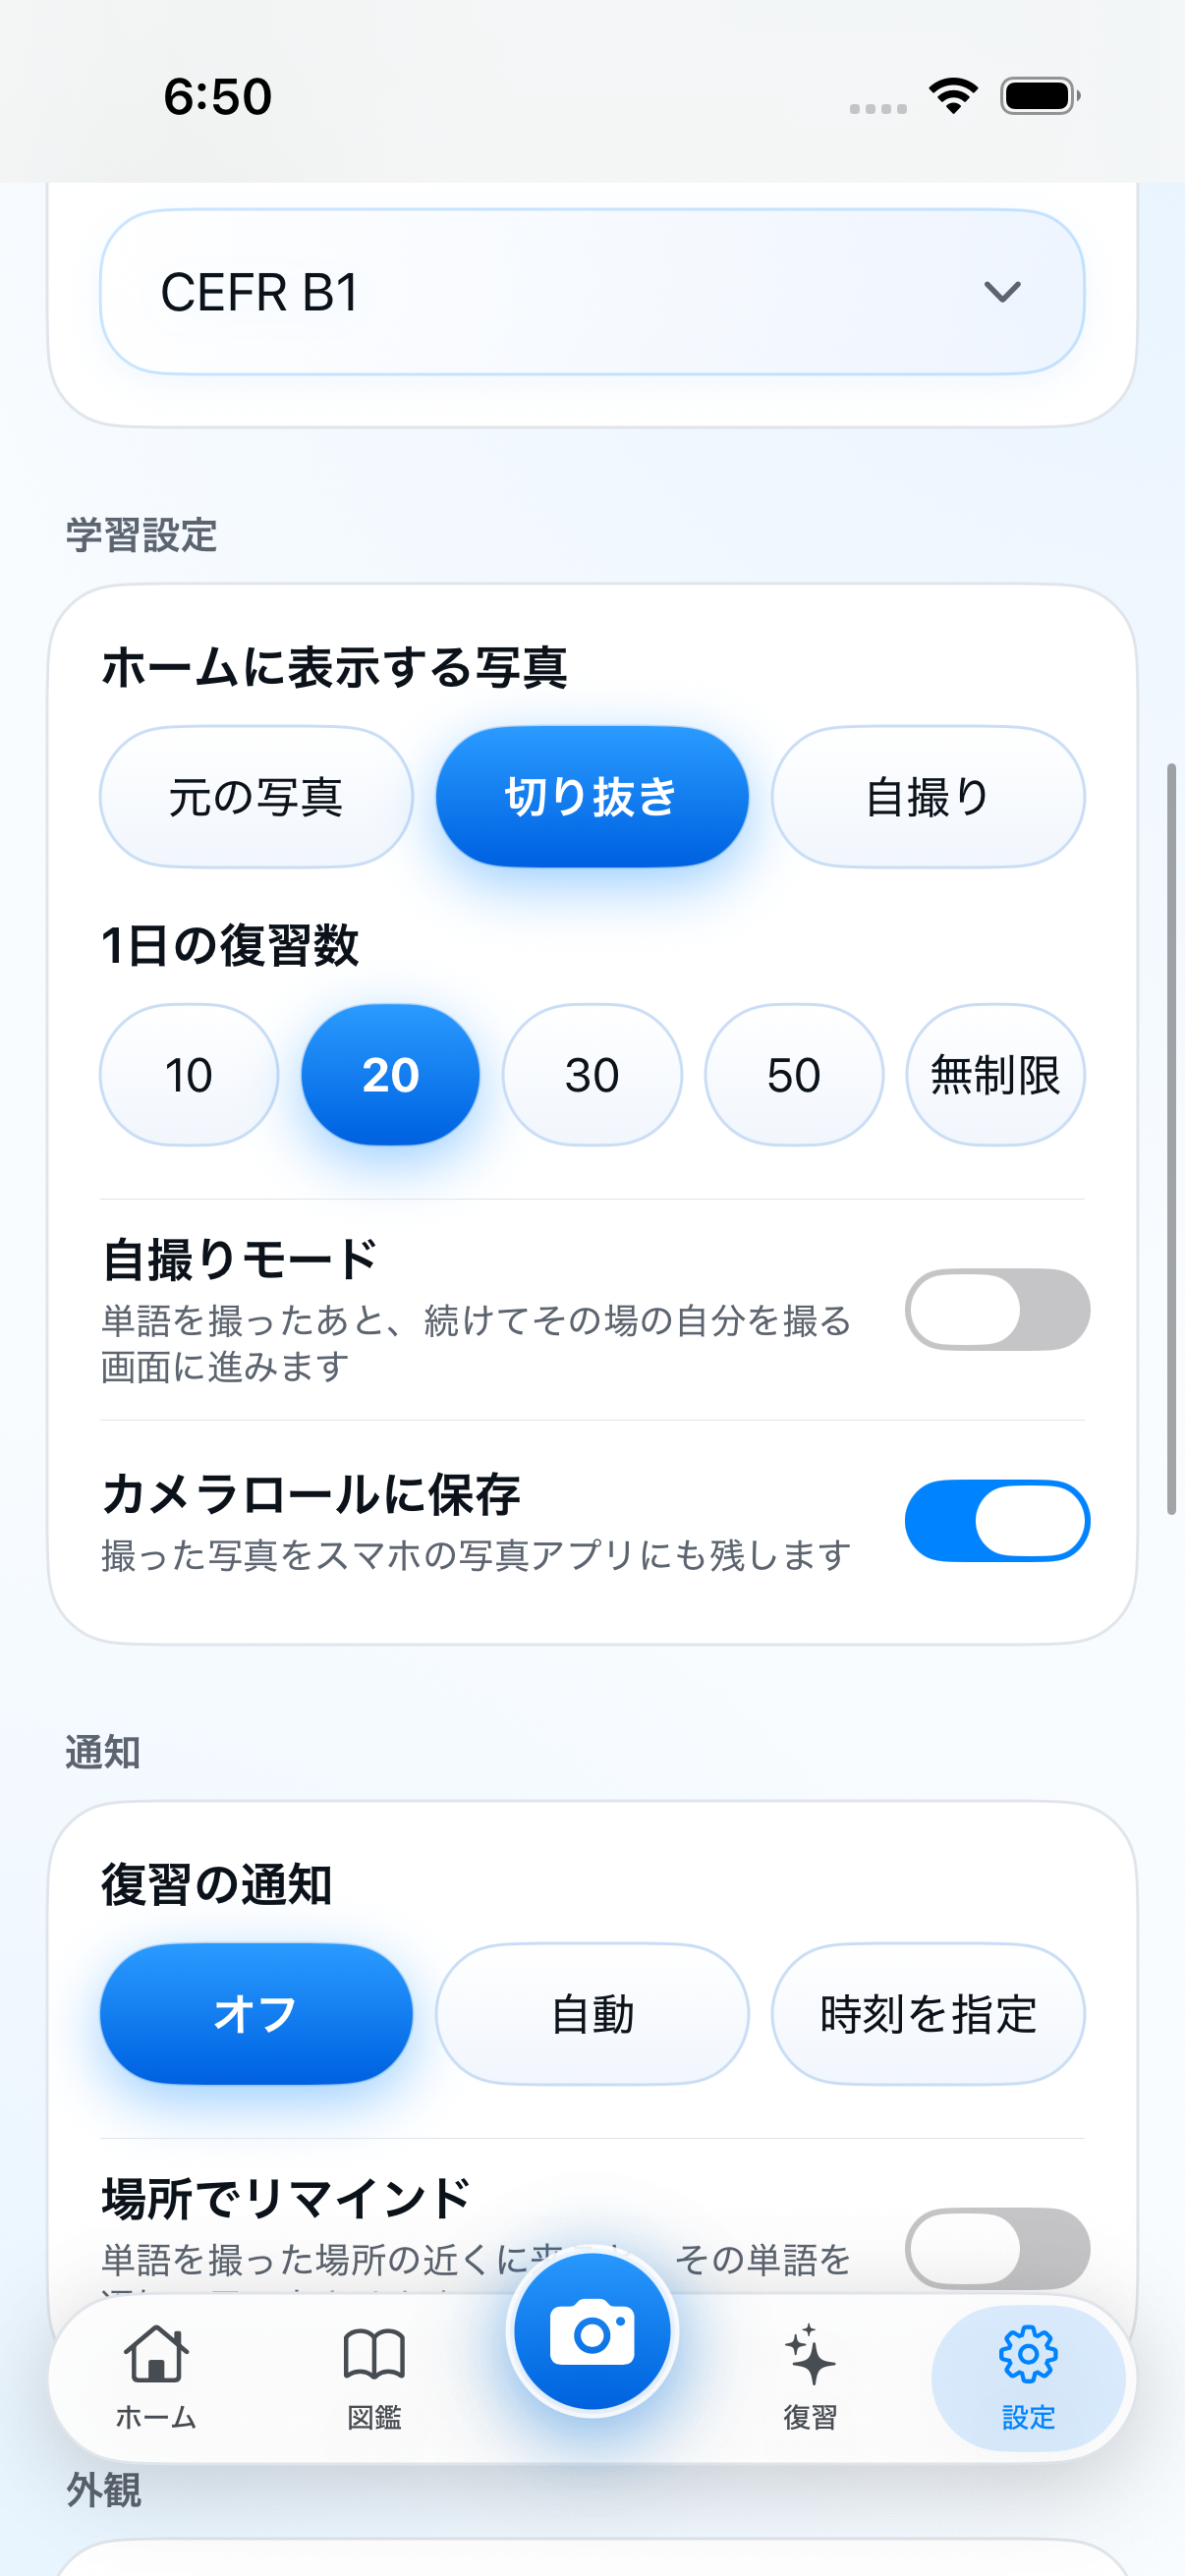 6:50
CEFR B1
学習設定
ホームに表示する写真
元の写真
切り抜き
自撮り
1日の復習数
10
20
30
50
無制限
自撮りモード
単語を撮ったあと、続けてその場の自分を撮る
画面に進みます
カメラロールに保存
撮った写真をスマホの写真アプリにも残します
通知
復習の通知
オフ
自動
時刻を指定
場所でリマインド
単語を撮った場所の近くに その単語を
ホーム
図鑑
復習
設定
外観